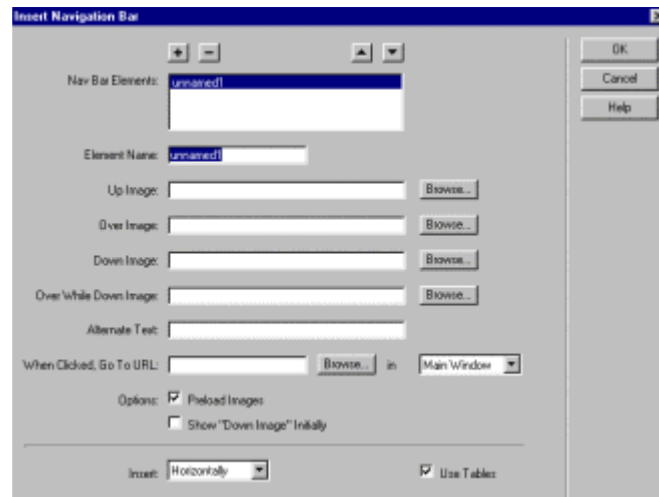 Insert Navigation Bar
+ -
OK
Nav Bar Elements: unnamed1
Cancel
Help
Element Name: unnamed1
Up Image: Browse...
Over Image: Browse...
Down Image: Browse...
Over While Down Image: Browse...
Alternate Text:
When Clicked, Go To URL: Browse... in Main Window
Options: Preload Images
Show "Down Image" Initially
Insert: Horizontally Use Tables